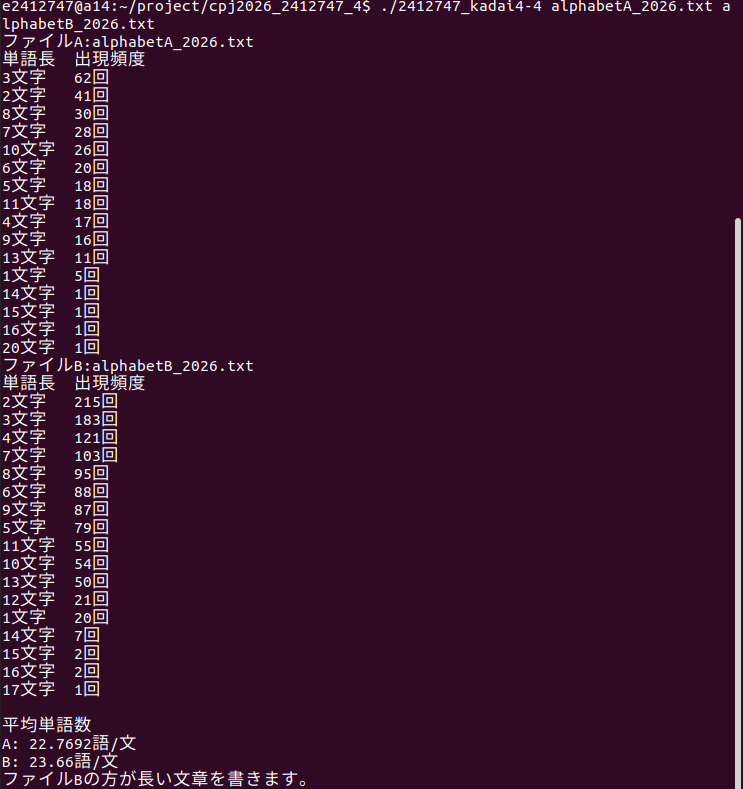 e2412747@a14:~/project/cpj2026_2412747_4$ ./2412747_kadai4-4 alphabetA_2026.txt a
lphabetB_2026.txt
ファイルA:alphabetA_2026.txt
単語長 出現頻度
3文字 62回
2文字 41回
8文字 30回
7文字 28回
10文字 26回
6文字 20回
5文字 18回
11文字 18回
4文字 17回
9文字 16回
13文字 11回
1文字 5回
14文字 1回
15文字 1回
16文字 1回
20文字 1回
ファイルB:alphabetB_2026.txt
単語長 出現頻度
2文字 215回
3文字 183回
4文字 121回
7文字 103回
8文字 95回
6文字 88回
9文字 87回
5文字 79回
11文字 55回
10文字 54回
13文字 50回
12文字 21回
1文字 20回
14文字 7回
15文字 2回
16文字 2回
17文字 1回
平均単語数
A: 22.7692語/文
B: 23.66語/文
ファイルBの方が長い文章を書きます。